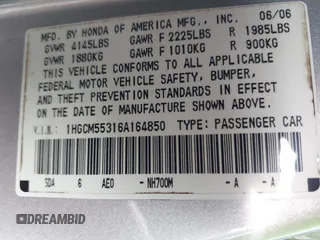 MFD. BY HONDA OF AMERICA MFG., INC. 06/06
GVWR 4145LBS GAWR F 2225LBS R 1985LBS
GVWR 1880KG GAWR F 1010KG R 900KG
THIS VEHICLE CONFORMS TO ALL APPLICABLE
FEDERAL MOTOR VEHICLE SAFETY, BUMPER,
AND THEFT PREVENTION STANDARDS IN EFFECT
ON THE DATE OF MANUFACTURE SHOWN ABOVE.
V.I.N.: 1HGCM55316A164850 TYPE: PASSENGER CAR
SDA 6 AE0 - NH700M - A - A
DREAMBID